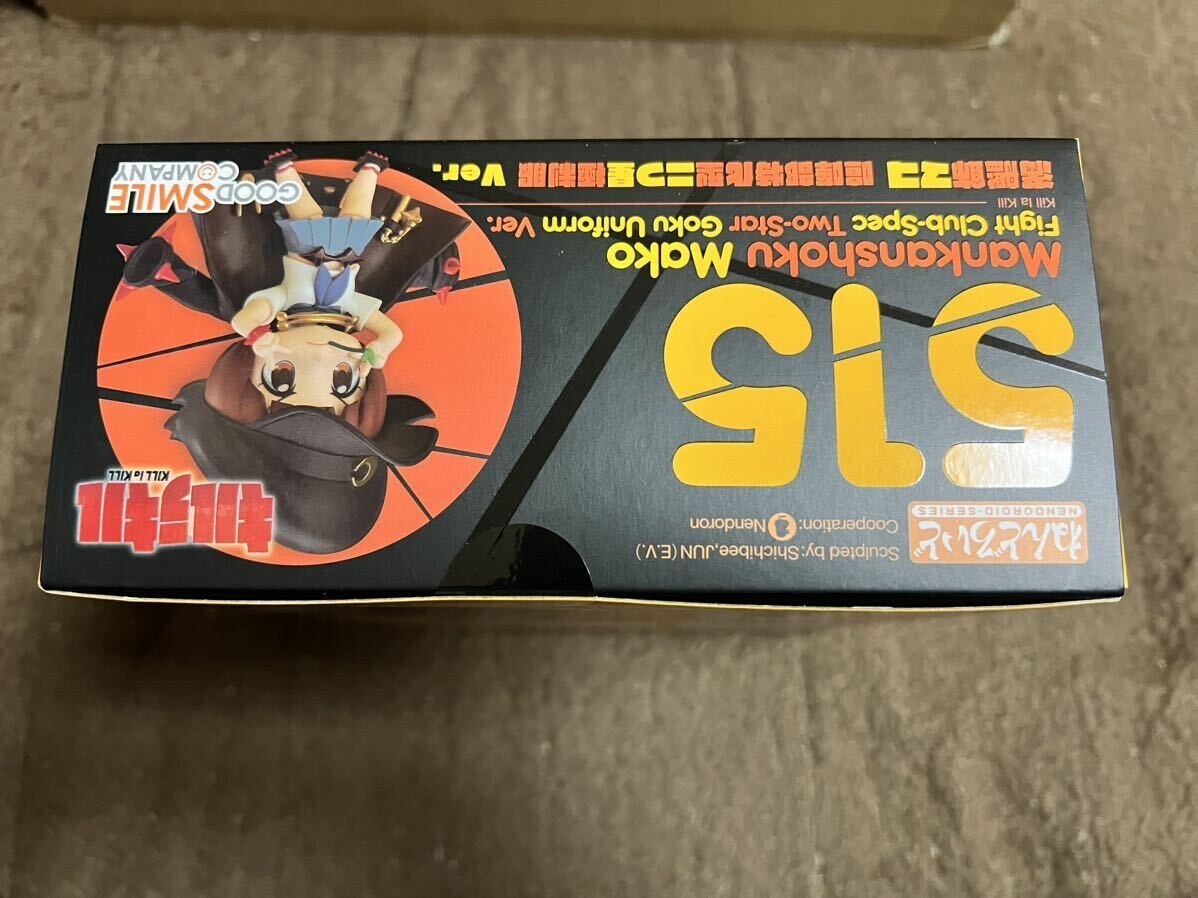 ねんどろいど
NENDOROID-SERIES
Sculpted by: Shichibee,JUN (E.V.)
Cooperation: Nendoron
515
Mankanshoku Mako
Fight Club-Spec Two-Star Goku Uniform Ver.
Kill la Kill
満艦飾マコ 喧嘩部特化型二つ星極制服 Ver.
キルラキル
KILL la KILL
GOOD SMILE
COMPANY